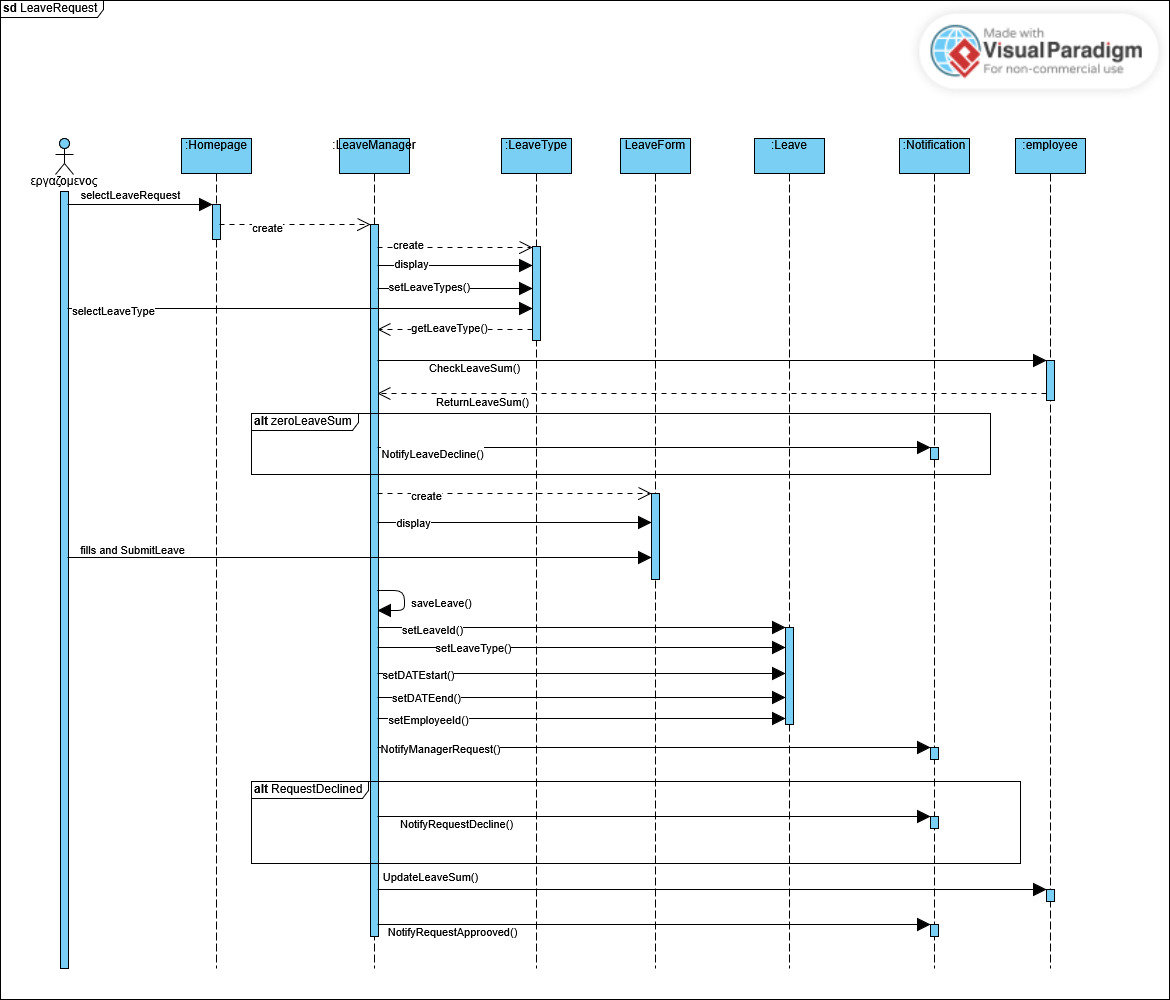 sd LeaveRequest
Made with
VisualParadigm
For non-commercial use
:Homepage
:LeaveManager
:LeaveType
LeaveForm
:Leave
:Notification
:employee
εργαζομενος
selectLeaveRequest
create
create
display
setLeaveTypes()
selectLeaveType
getLeaveType()
CheckLeaveSum()
ReturnLeaveSum()
alt zeroLeaveSum
NotifyLeaveDecline()
create
display
fills and SubmitLeave
saveLeave()
setLeaveId()
setLeaveType()
setDATEstart()
setDATEend()
setEmployeeId()
NotifyManagerRequest()
alt RequestDeclined
NotifyRequestDecline()
UpdateLeaveSum()
NotifyRequestApprooved()